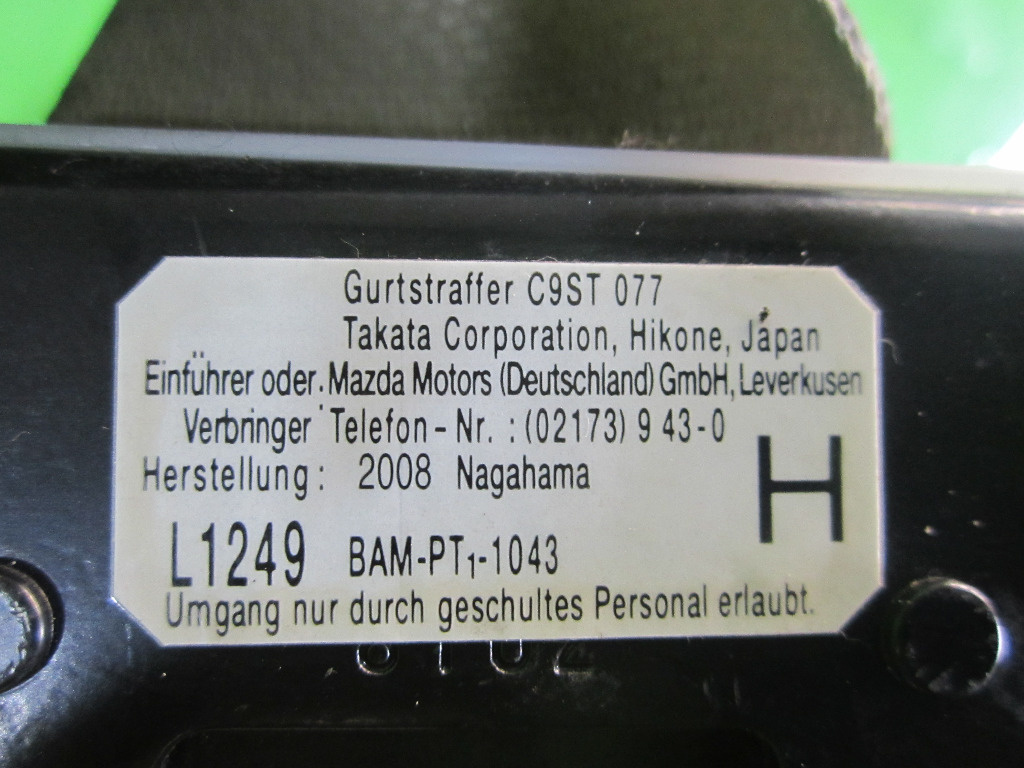 Gurtstraffer C9ST 077
Takata Corporation, Hikone, Japan
Einführer oder. Mazda Motors (Deutschland) GmbH, Leverkusen
Verbringer Telefon-Nr. : (02173) 9 43-0
Herstellung: 2008 Nagahama
H
L1249 BAM-PT1-1043
Umgang nur durch geschultes Personal erlaubt.